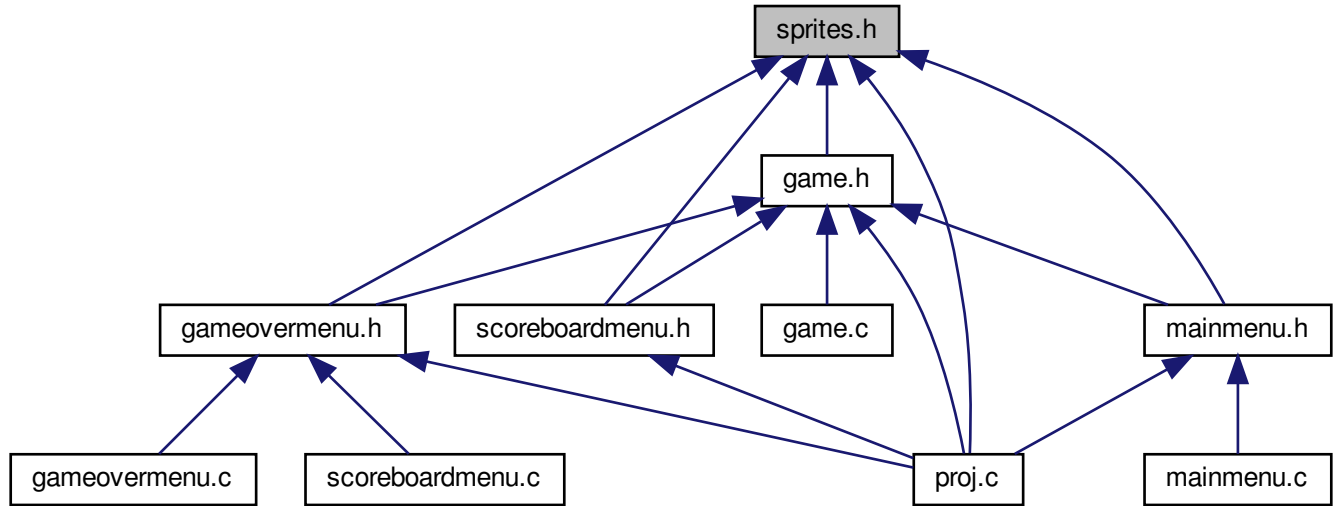 sprites.h
game.h
gameovermenu.h
scoreboardmenu.h
game.c
mainmenu.h
gameovermenu.c
scoreboardmenu.c
proj.c
mainmenu.c